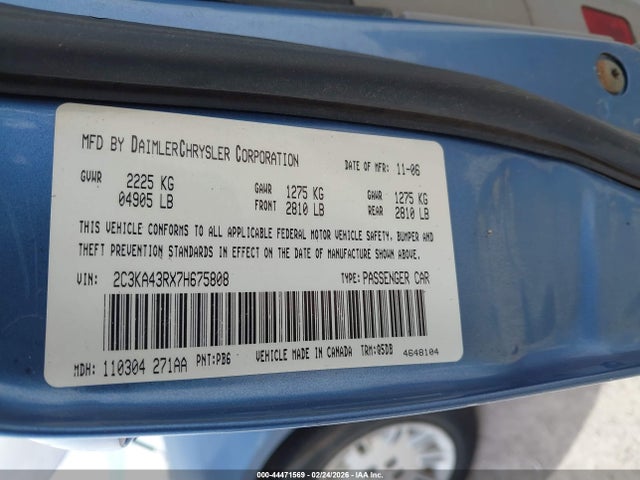 MFD BY DAIMLERCHRYSLER CORPORATION DATE OF MFR: 11-06
GVWR 2225 KG GAWR 1275 KG GAWR 1275 KG
04905 LB FRONT 2810 LB REAR 2810 LB
THIS VEHICLE CONFORMS TO ALL APPLICABLE FEDERAL MOTOR VEHICLE SAFETY, BUMPER AND
THEFT PREVENTION STANDARDS IN EFFECT ON THE DATE OF MANUFACTURE SHOWN ABOVE.
VIN: 2C3KA43RX7H675808 TYPE: PASSENGER CAR
MDH: 110304 271AA PNT: PB6 VEHICLE MADE IN CANADA TRM: 05DB 4648104
000-44471569 - 02/24/2026 - IAA Holdings, LLC